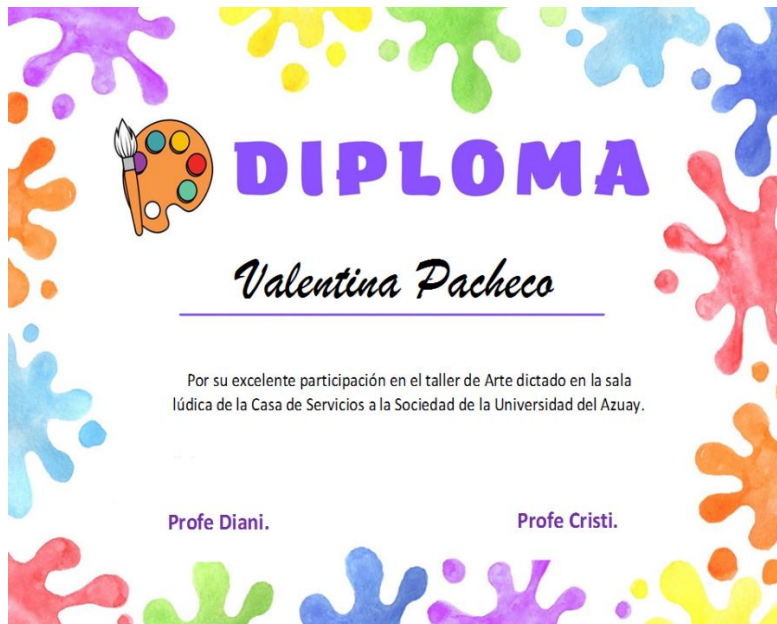 DIPLOMA
Valentina Pacheco
Por su excelente participación en el taller de Arte dictado en la sala
lúdica de la Casa de Servicios a la Sociedad de la Universidad del Azuay.
Profe Diani.
Profe Cristi.